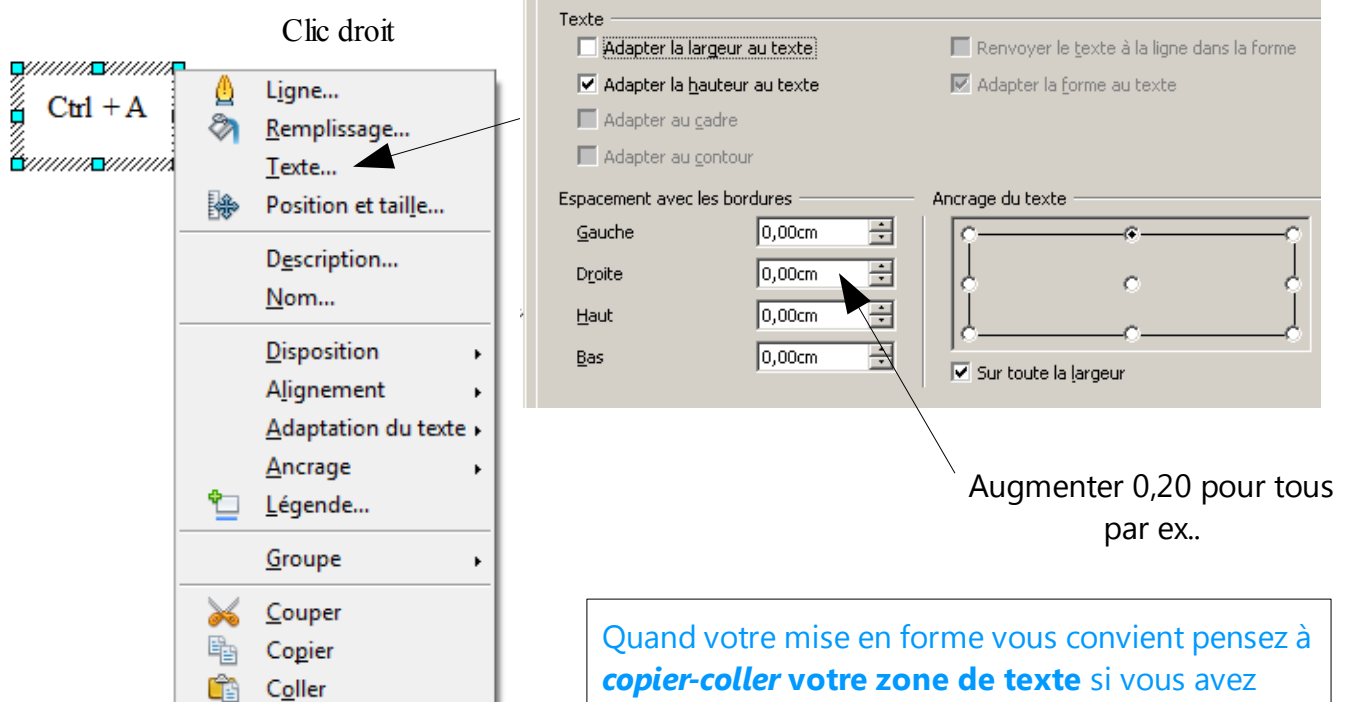 Clic droit
Ctrl + A
Ligne...
Remplissage...
Texte...
Position et taille...
Description...
Nom...
Disposition
Alignement
Adaptation du texte
Ancrage
Légende...
Groupe
Couper
Copier
Coller
Texte
Adapter la largeur au texte
Renvoyer le texte à la ligne dans la forme
Adapter la hauteur au texte
Adapter la forme au texte
Adapter au cadre
Adapter au contour
Espacement avec les bordures
Ancrage du texte
Gauche 0,00cm
Droite 0,00cm
Haut 0,00cm
Bas 0,00cm
Sur toute la largeur
Augmenter 0,20 pour tous
par ex..
Quand votre mise en forme vous convient pensez à
copier-coller votre zone de texte si vous avez